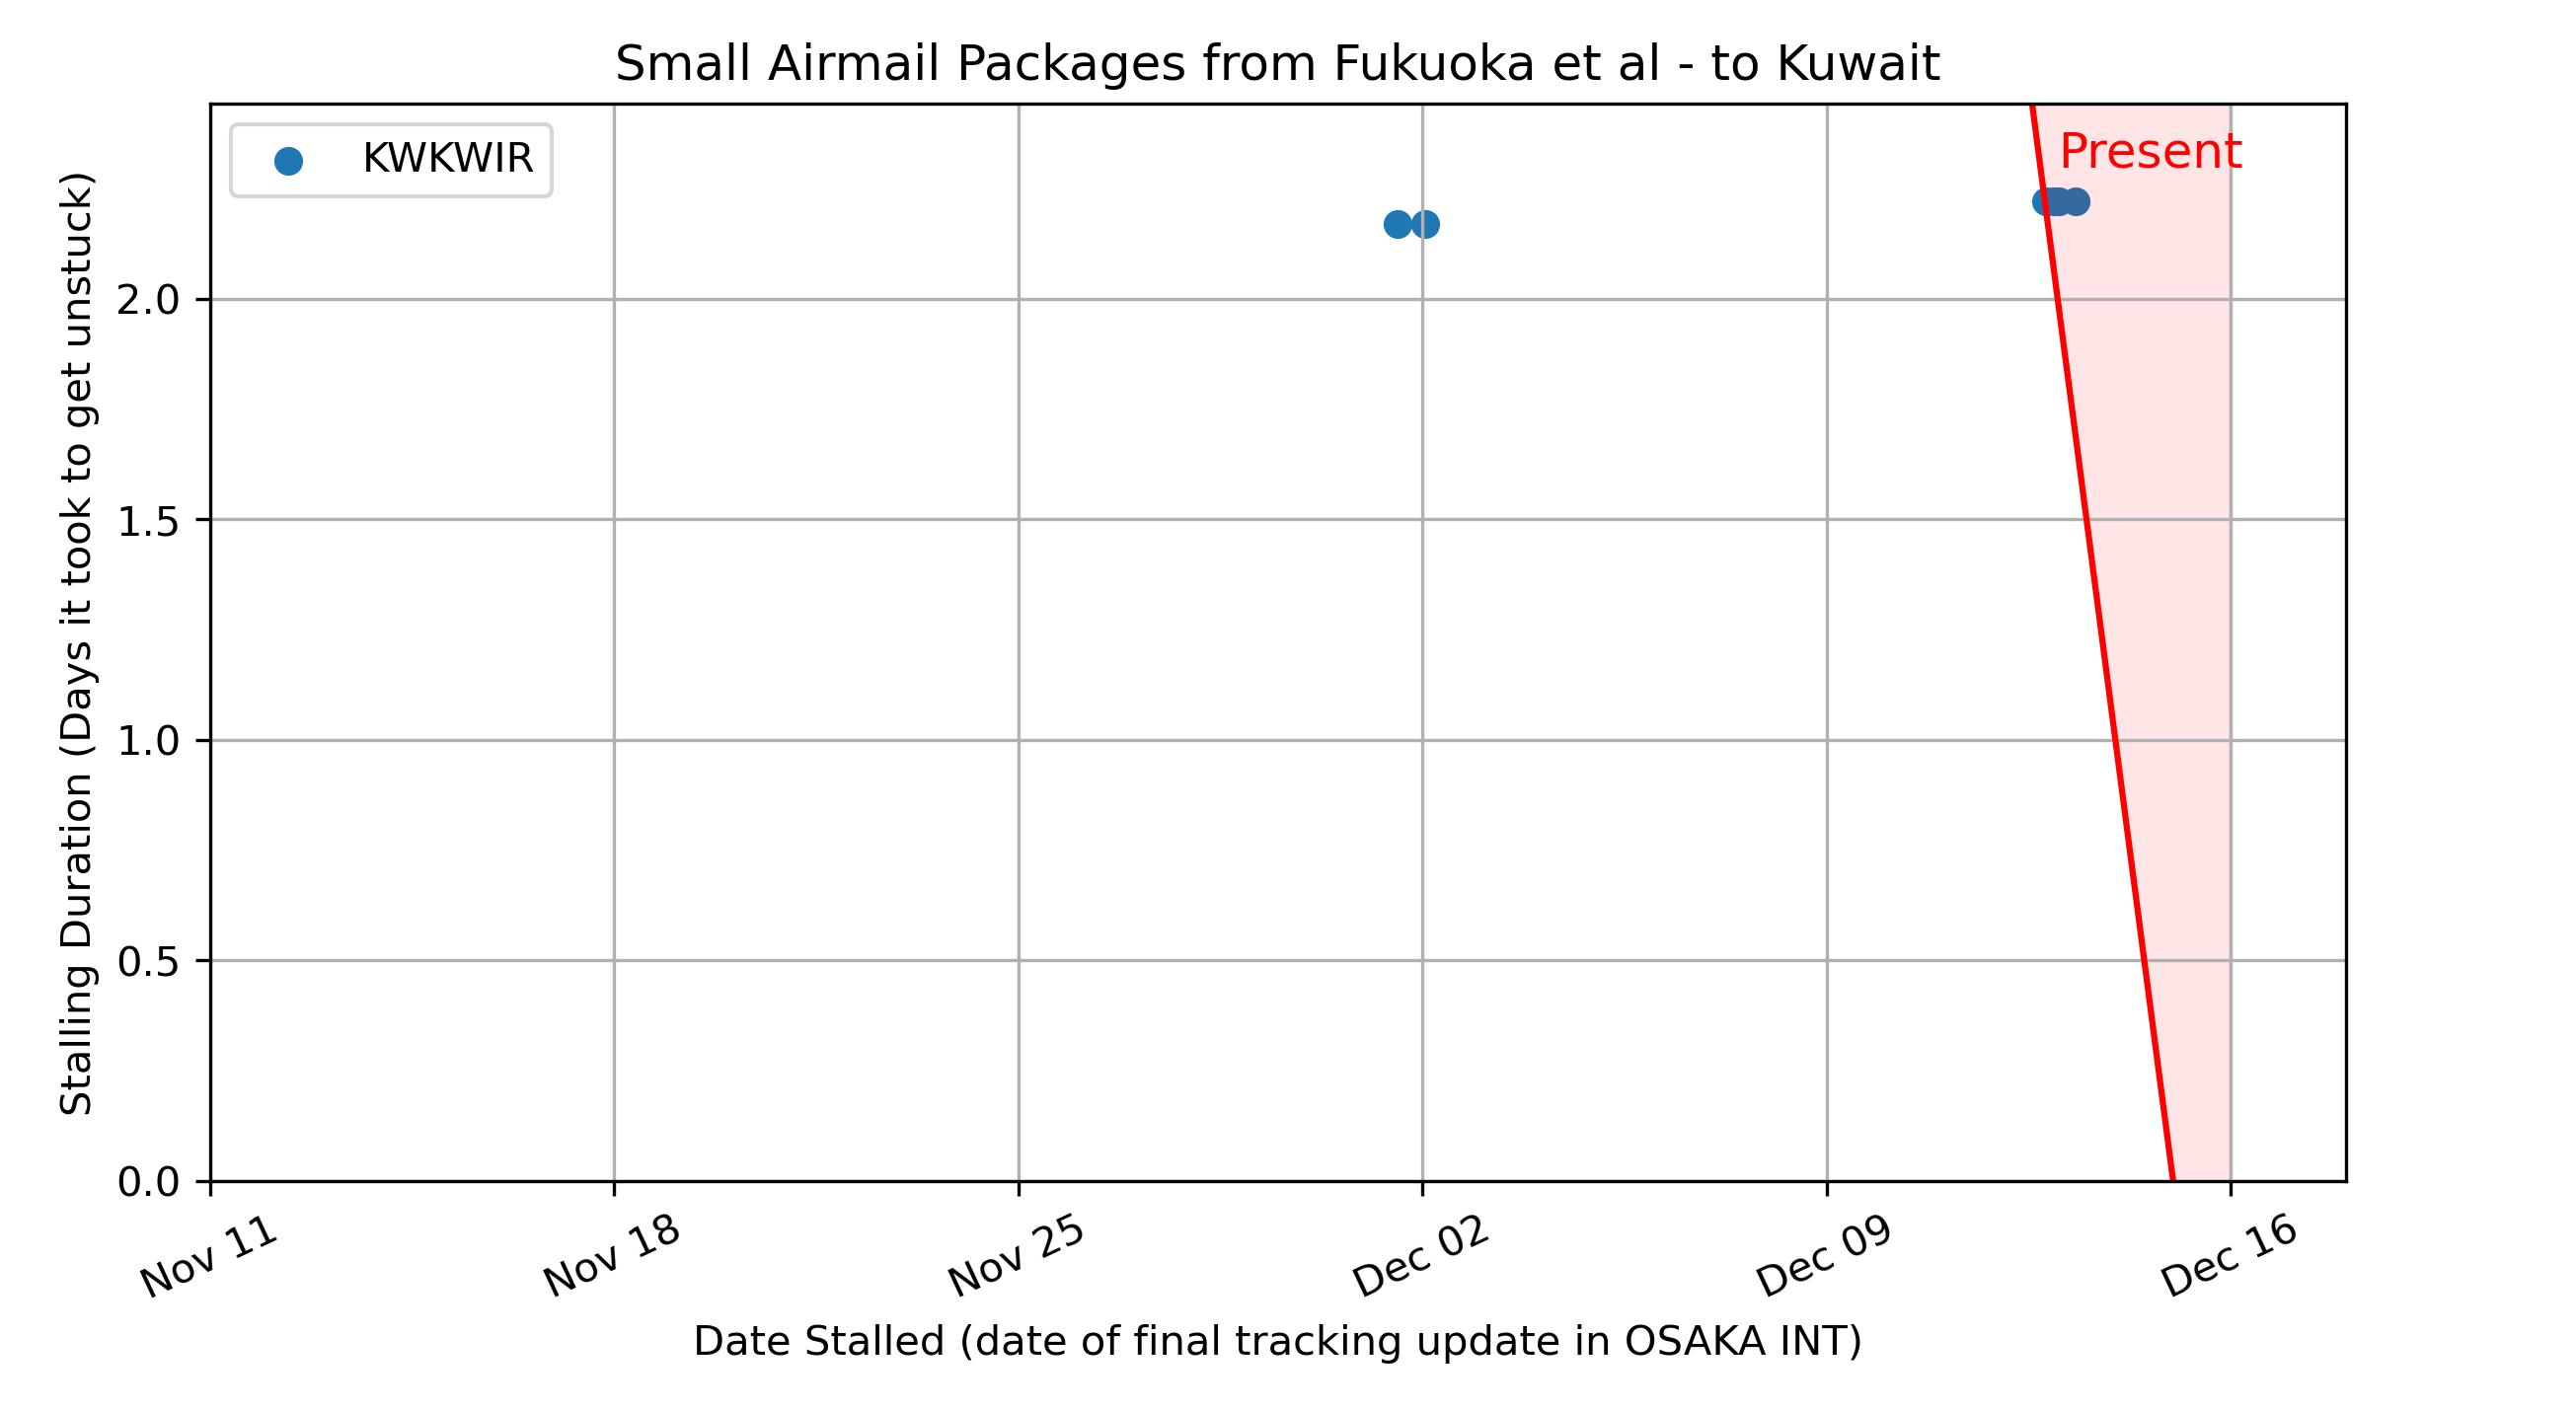 Small Airmail Packages from Fukuoka et al - to Kuwait
KWKWIR
Present
Stalling Duration (Days it took to get unstuck)
2.0
1.5
1.0
0.5
0.0
Nov 11
Nov 18
Nov 25
Dec 02
Dec 09
Dec 16
Date Stalled (date of final tracking update in OSAKA INT)